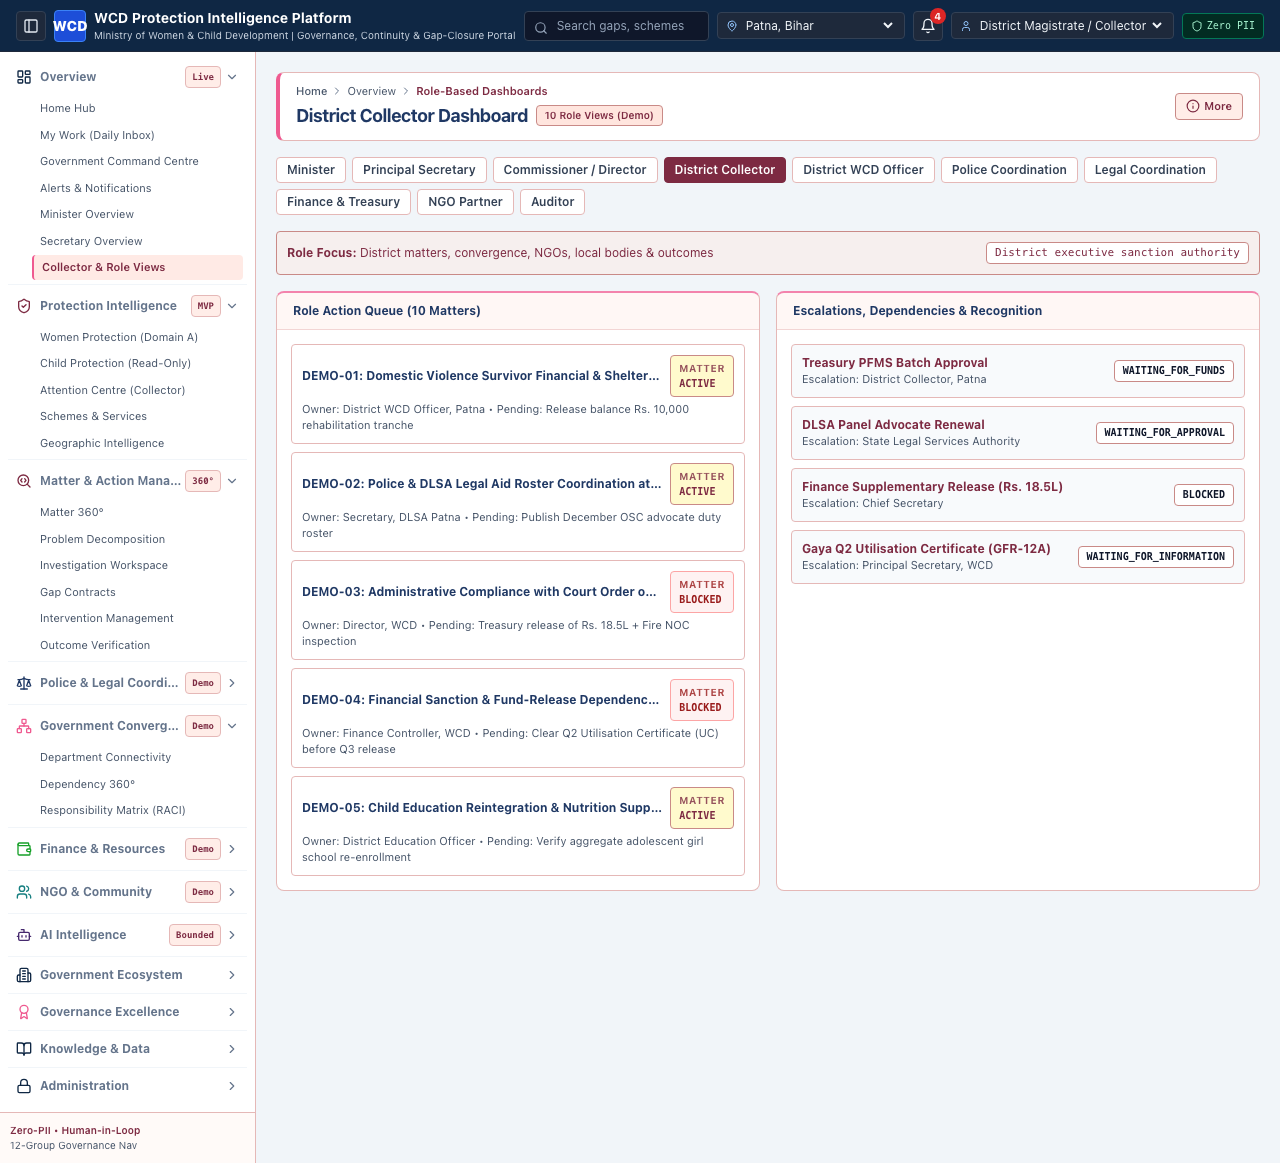 WCD
WCD Protection Intelligence Platform
Ministry of Women & Child Development | Governance, Continuity & Gap-Closure Portal
Search gaps, schemes
Patna, Bihar
4
District Magistrate / Collector
Zero PII
Overview
Live
Home Hub
My Work (Daily Inbox)
Government Command Centre
Alerts & Notifications
Minister Overview
Secretary Overview
Collector & Role Views
Protection Intelligence
MVP
Women Protection (Domain A)
Child Protection (Read-Only)
Attention Centre (Collector)
Schemes & Services
Geographic Intelligence
Matter & Action Mana...
360°
Matter 360°
Problem Decomposition
Investigation Workspace
Gap Contracts
Intervention Management
Outcome Verification
Police & Legal Coordi...
Demo
Government Converg...
Demo
Department Connectivity
Dependency 360°
Responsibility Matrix (RACI)
Finance & Resources
Demo
NGO & Community
Demo
AI Intelligence
Bounded
Government Ecosystem
Governance Excellence
Knowledge & Data
Administration
Zero-PII • Human-in-Loop
12-Group Governance Nav
Home > Overview > Role-Based Dashboards
District Collector Dashboard
10 Role Views (Demo)
More
Minister
Principal Secretary
Commissioner / Director
District Collector
District WCD Officer
Police Coordination
Legal Coordination
Finance & Treasury
NGO Partner
Auditor
Role Focus: District matters, convergence, NGOs, local bodies & outcomes
District executive sanction authority
Role Action Queue (10 Matters)
DEMO-01: Domestic Violence Survivor Financial & Shelter...
MATTER
ACTIVE
Owner: District WCD Officer, Patna • Pending: Release balance Rs. 10,000
rehabilitation tranche
DEMO-02: Police & DLSA Legal Aid Roster Coordination at...
MATTER
ACTIVE
Owner: Secretary, DLSA Patna • Pending: Publish December OSC advocate duty
roster
DEMO-03: Administrative Compliance with Court Order o...
MATTER
BLOCKED
Owner: Director, WCD • Pending: Treasury release of Rs. 18.5L + Fire NOC
inspection
DEMO-04: Financial Sanction & Fund-Release Dependenc...
MATTER
BLOCKED
Owner: Finance Controller, WCD • Pending: Clear Q2 Utilisation Certificate (UC)
before Q3 release
DEMO-05: Child Education Reintegration & Nutrition Supp...
MATTER
ACTIVE
Owner: District Education Officer • Pending: Verify aggregate adolescent girl
school re-enrollment
Escalations, Dependencies & Recognition
Treasury PFMS Batch Approval
Escalation: District Collector, Patna
WAITING_FOR_FUNDS
DLSA Panel Advocate Renewal
Escalation: State Legal Services Authority
WAITING_FOR_APPROVAL
Finance Supplementary Release (Rs. 18.5L)
Escalation: Chief Secretary
BLOCKED
Gaya Q2 Utilisation Certificate (GFR-12A)
Escalation: Principal Secretary, WCD
WAITING_FOR_INFORMATION